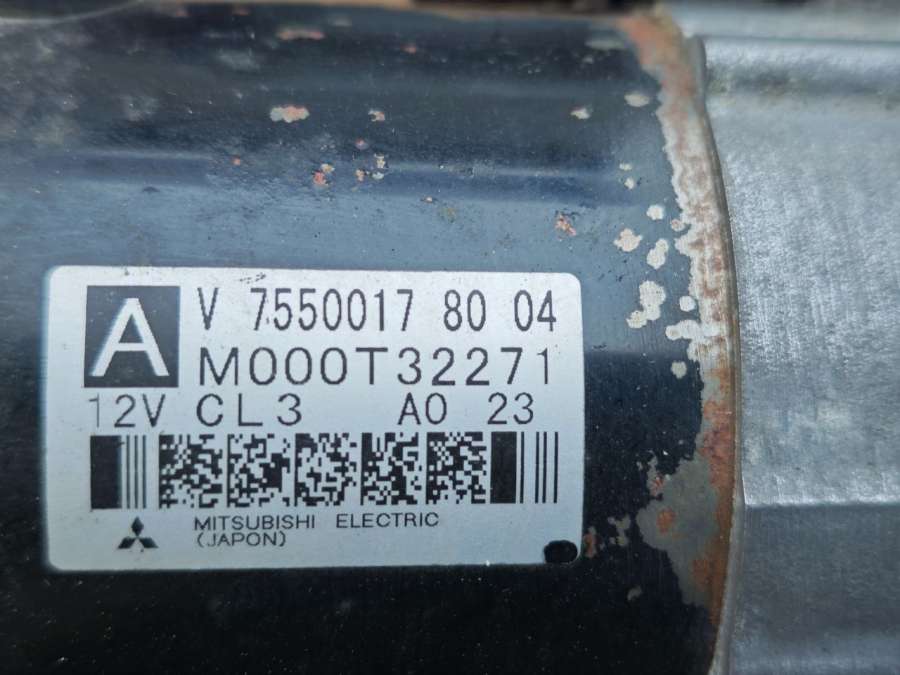 A
V 7550017 80 04
M000T32271
12V CL3 A0 23
MITSUBISHI ELECTRIC
(JAPON)